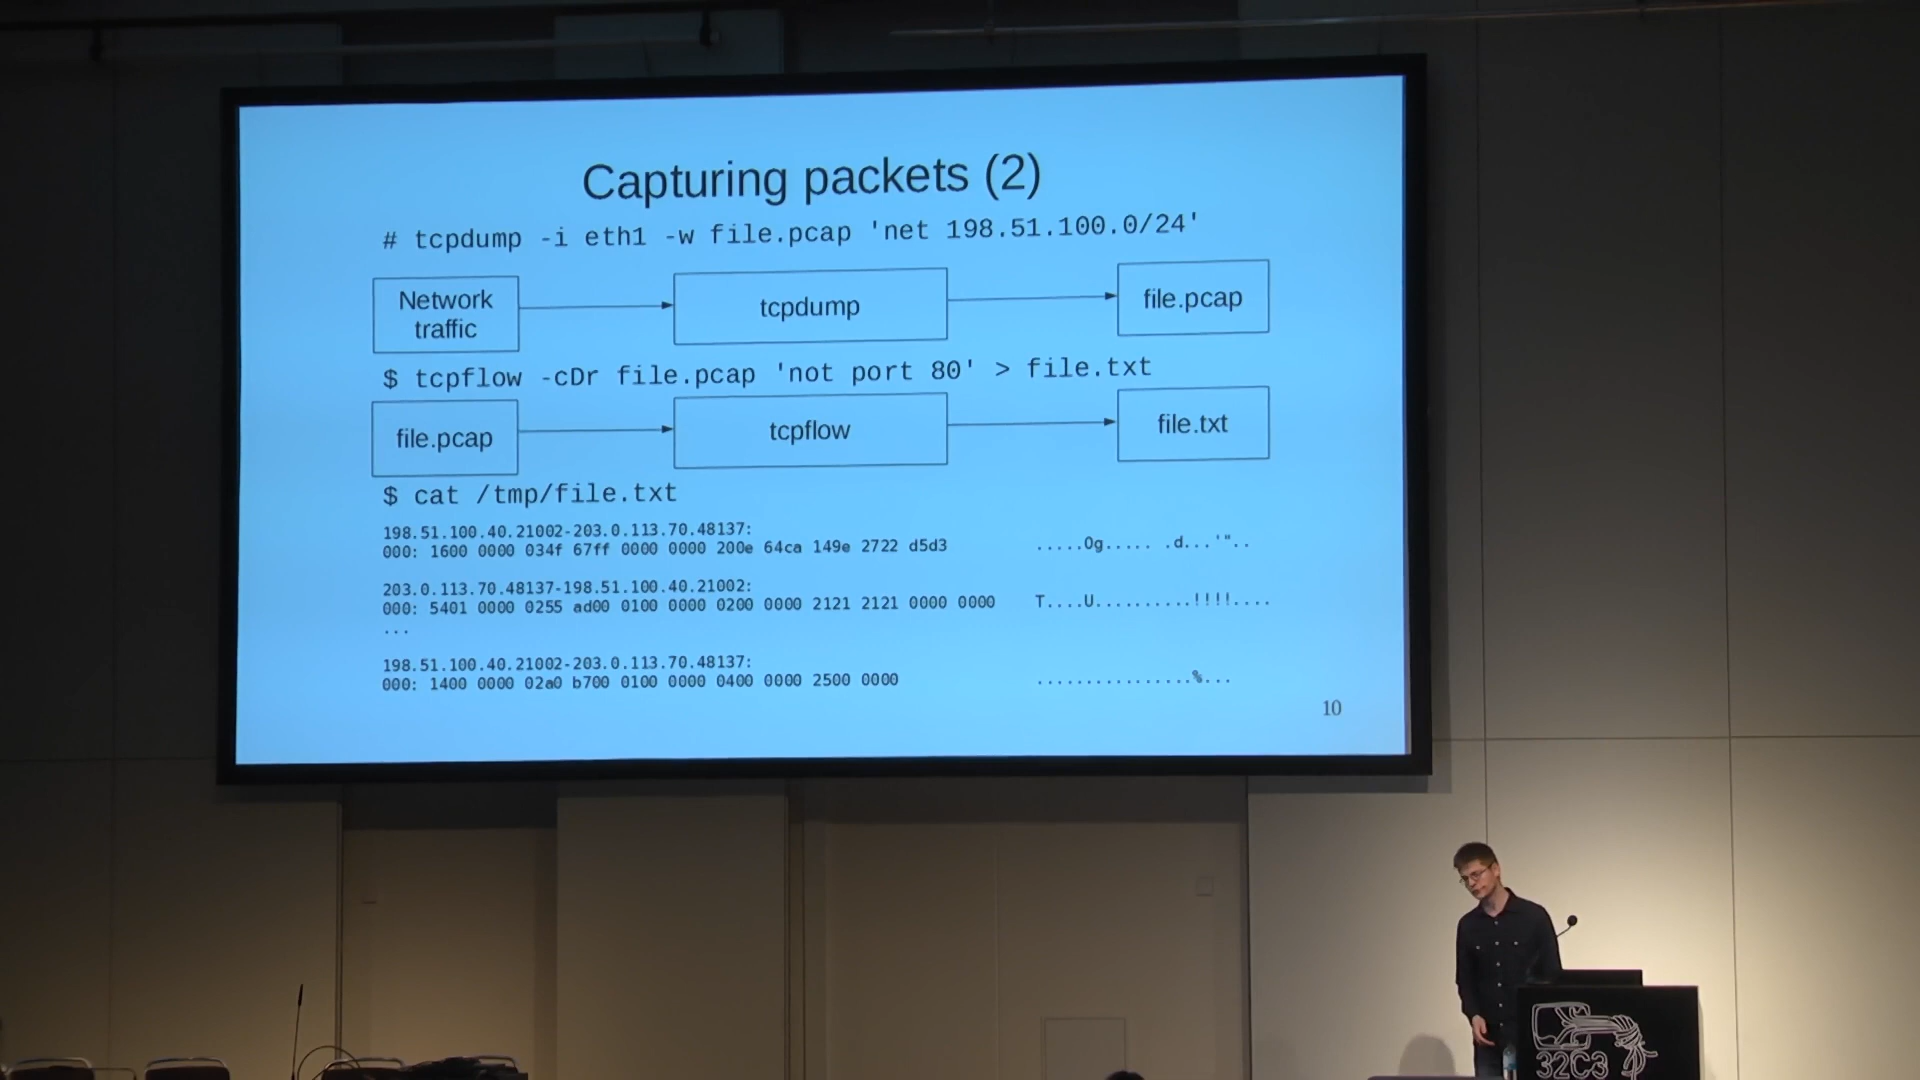 Capturing packets (2)
# tcpdump -i eth1 -w file.pcap 'net 198.51.100.0/24'
Network
traffic
tcpdump
file.pcap
$ tcpflow -cDr file.pcap 'not port 80' > file.txt
file.pcap
tcpflow
file.txt
$ cat /tmp/file.txt
198.51.100.40.21002-203.0.113.70.48137:
000: 1600 0000 034f 67ff 0000 0000 200e 64ca 149e 2722 d5d3 .....Og..... .d...'"..
203.0.113.70.48137-198.51.100.40.21002:
000: 5401 0000 0255 ad00 0100 0000 0200 0000 2121 2121 0000 0000 T....U..........!!!!....
...
198.51.100.40.21002-203.0.113.70.48137:
000: 1400 0000 02a0 b700 0100 0000 0400 0000 2500 0000 ................%...
10
32C3